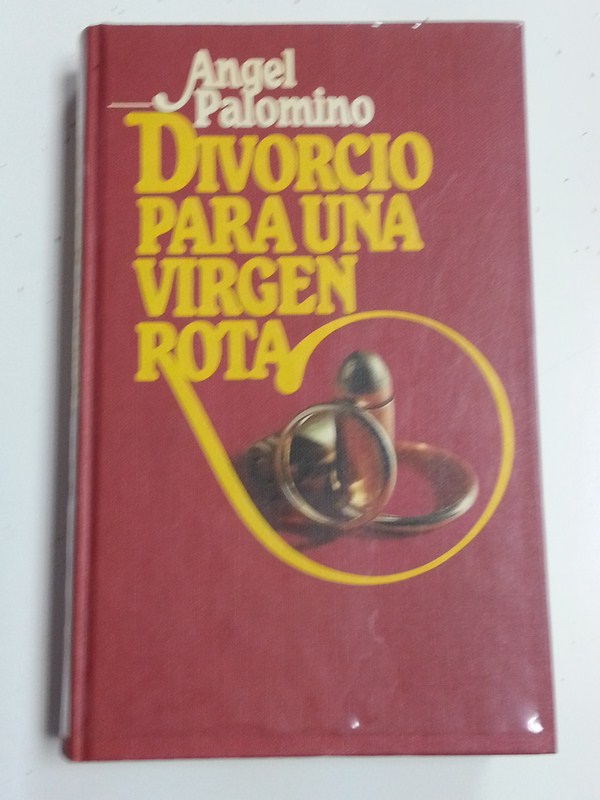 Angel
Palomino
DIVORCIO
PARA UNA
VIRGEN
ROTA